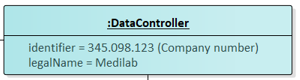 :DataController
identifier = 345.098.123 (Company number)
legalName = Medilab